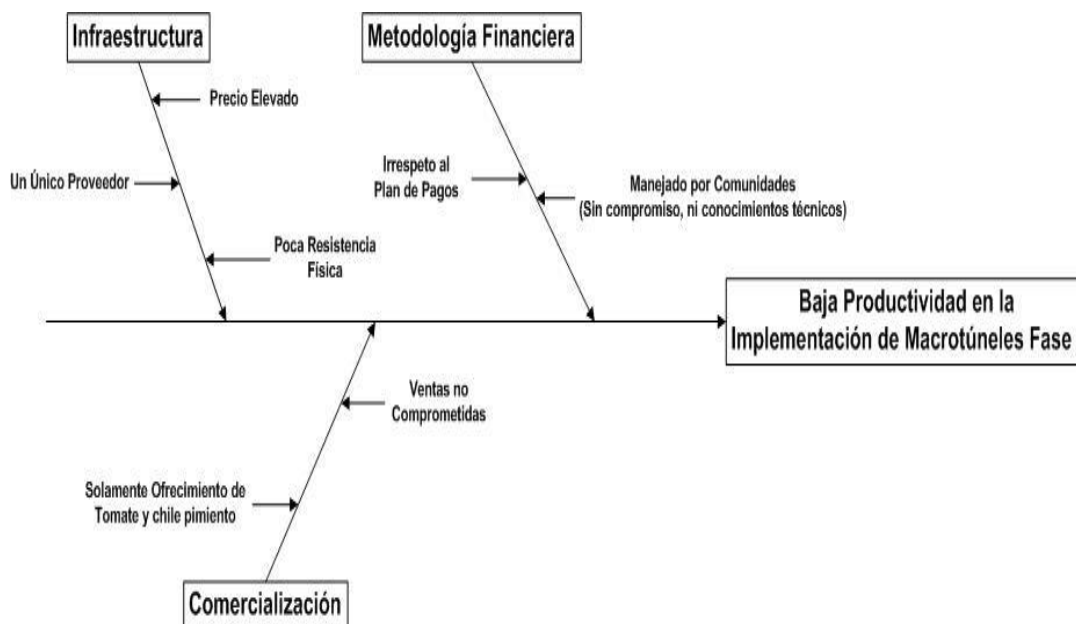 Infraestructura
Metodología Financiera
Precio Elevado
Irrespeto al
Plan de Pagos
Un Único Proveedor
Manejado por Comunidades
(Sin compromiso, ni conocimientos técnicos)
Poca Resistencia
Física
Baja Productividad en la
Implementación de Macrotúneles Fase
Ventas no
Comprometidas
Solamente Ofrecimiento de
Tomate y chile pimiento
Comercialización